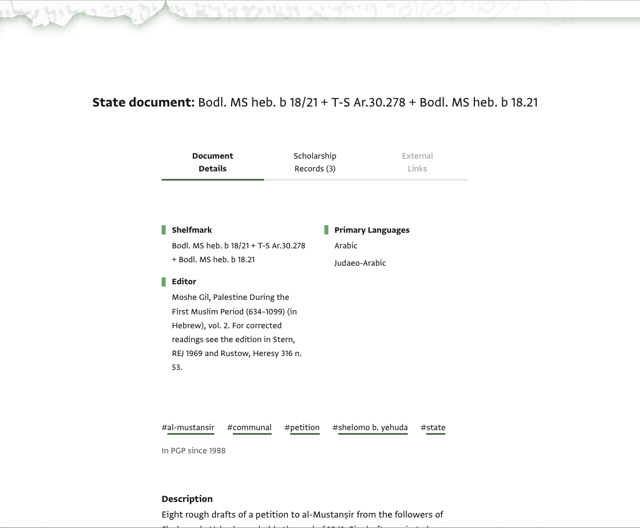 State document: Bodl. MS heb. b 18/21 + T-S Ar.30.278 + Bodl. MS heb. b 18.21
Document
Details
Scholarship
Records (3)
External
Links
Shelfmark
Bodl. MS heb. b 18/21 + T-S Ar.30.278
+ Bodl. MS heb. b 18.21
Editor
Moshe Gil, Palestine During the
First Muslim Period (634–1099) (in
Hebrew), vol. 2. For corrected
readings see the edition in Stern,
REJ 1969 and Rustow, Heresy 316 n.
53.
Primary Languages
Arabic
Judaeo-Arabic
#al-mustansir #communal #petition #shelomo b. yehuda #state
In PGP since 1988
Description
Eight rough drafts of a petition to al-Mustanṣir from the followers of